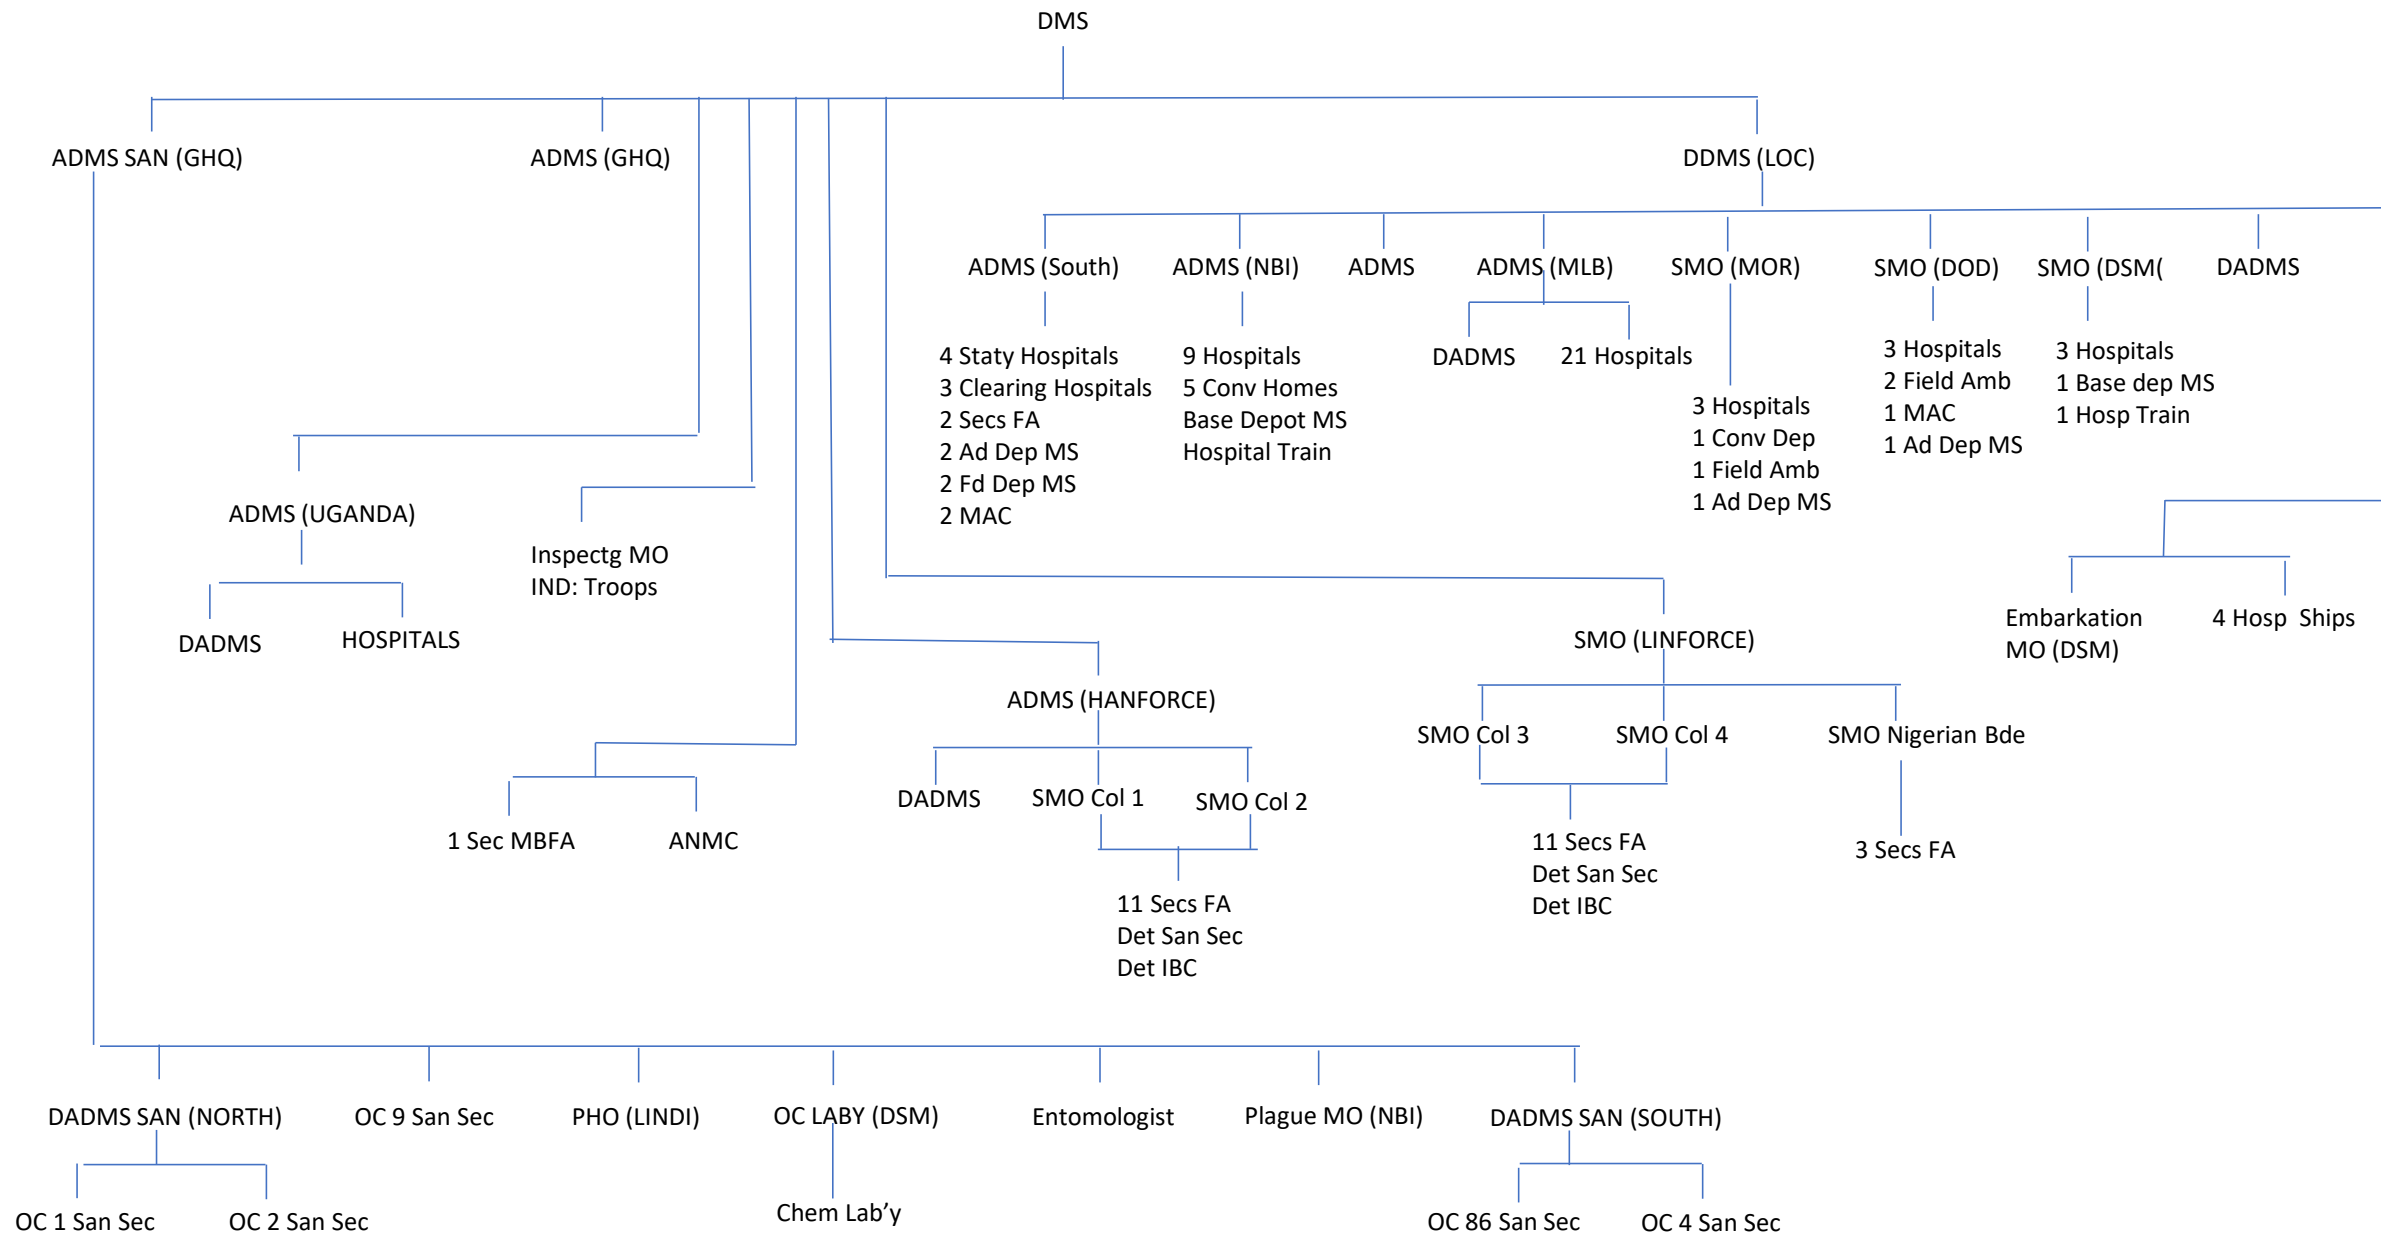 DMS
ADMS SAN (GHQ)
ADMS (GHQ)
DDMS (LOC)
ADMS (South)
ADMS (NBI)
ADMS
ADMS (MLB)
SMO (MOR)
SMO (DOD)
SMO (DSM(
DADMS
4 Staty Hospitals
3 Clearing Hospitals
2 Secs FA
2 Ad Dep MS
2 Fd Dep MS
2 MAC
9 Hospitals
5 Conv Homes
Base Depot MS
Hospital Train
DADMS
21 Hospitals
3 Hospitals
1 Conv Dep
1 Field Amb
1 Ad Dep MS
3 Hospitals
2 Field Amb
1 MAC
1 Ad Dep MS
3 Hospitals
1 Base dep MS
1 Hosp Train
ADMS (UGANDA)
DADMS
HOSPITALS
Inspectg MO
IND: Troops
Embarkation
MO (DSM)
4 Hosp Ships
SMO (LINFORCE)
ADMS (HANFORCE)
SMO Col 3
SMO Col 4
SMO Nigerian Bde
DADMS
SMO Col 1
SMO Col 2
1 Sec MBFA
ANMC
11 Secs FA
Det San Sec
Det IBC
3 Secs FA
11 Secs FA
Det San Sec
Det IBC
DADMS SAN (NORTH)
OC 9 San Sec
PHO (LINDI)
OC LABY (DSM)
Entomologist
Plague MO (NBI)
DADMS SAN (SOUTH)
OC 1 San Sec
OC 2 San Sec
Chem Lab’y
OC 86 San Sec
OC 4 San Sec